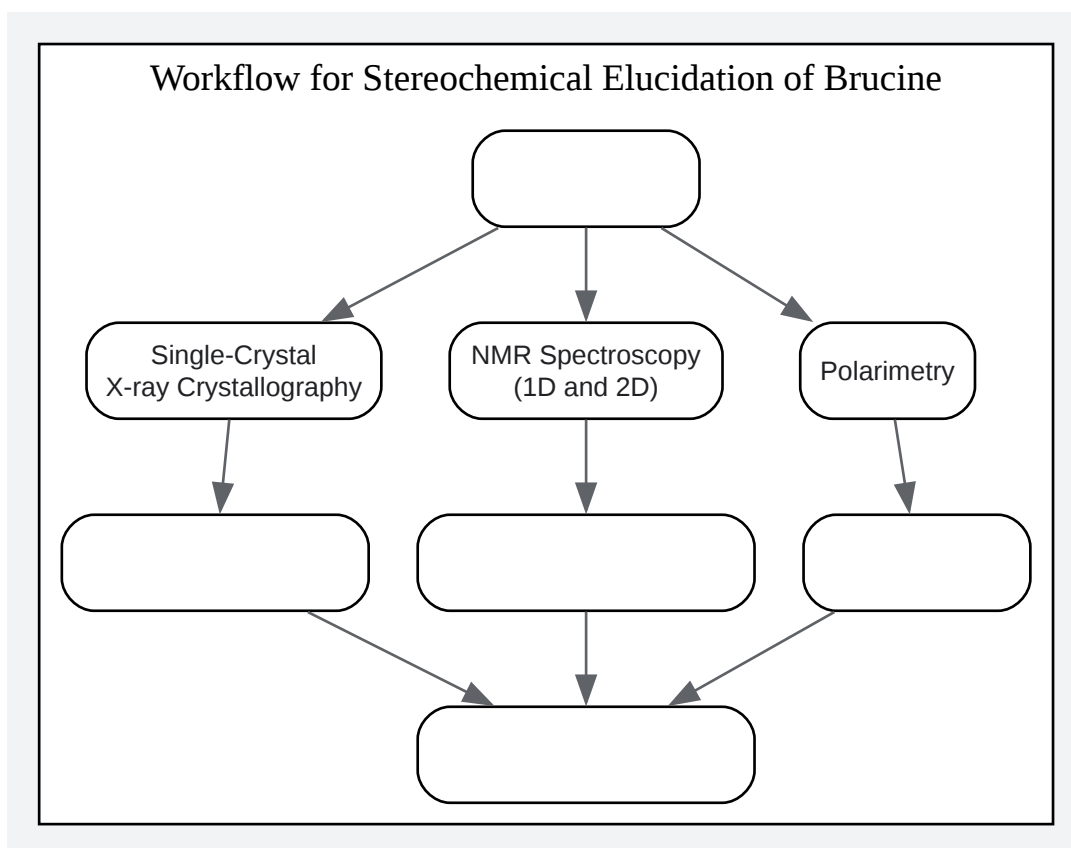 Workflow for Stereochemical Elucidation of Brucine
Single-Crystal
X-ray Crystallography
NMR Spectroscopy
(1D and 2D)
Polarimetry